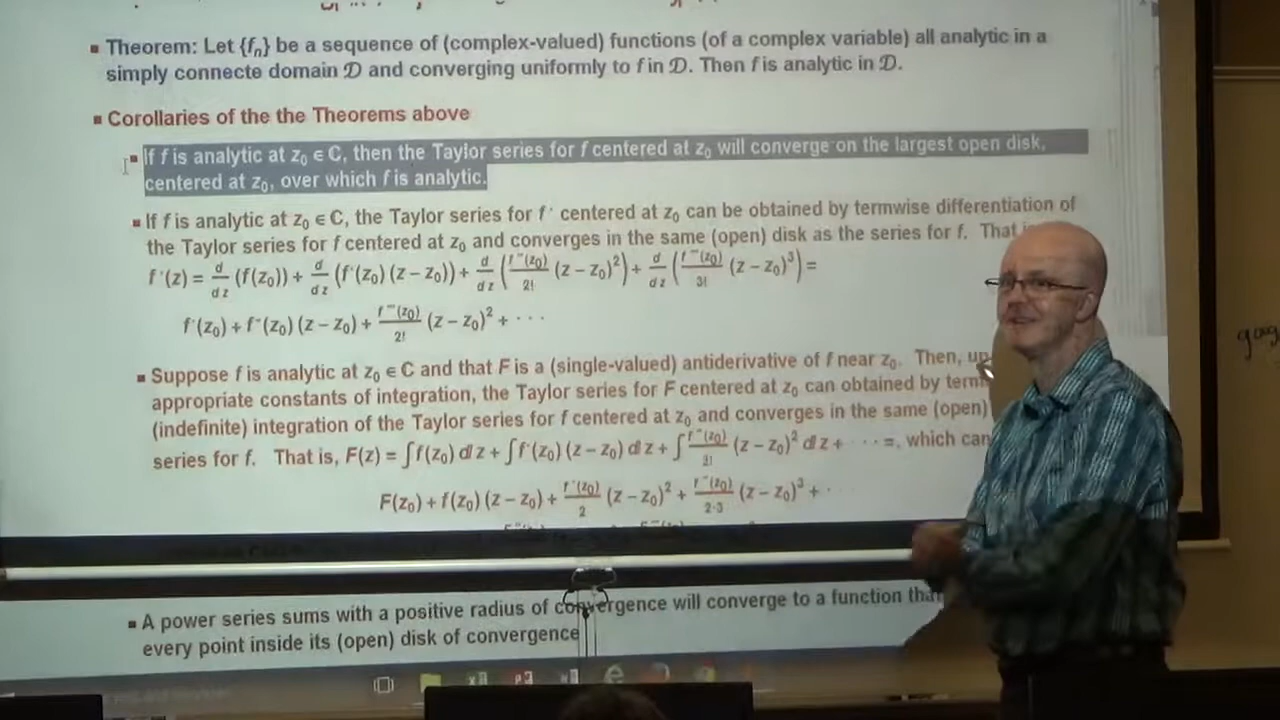 ▪ Theorem: Let {fₙ} be a sequence of (complex-valued) functions (of a complex variable) all analytic in a
simply connecte domain 𝒟 and converging uniformly to f in 𝒟. Then f is analytic in 𝒟.
▪ Corollaries of the the Theorems above
▪ If f is analytic at z₀ ∈ C, then the Taylor series for f centered at z₀ will converge on the largest open disk,
centered at z₀, over which f is analytic.
▪ If f is analytic at z₀ ∈ C, the Taylor series for f' centered at z₀ can be obtained by termwise differentiation of
the Taylor series for f centered at z₀ and converges in the same (open) disk as the series for f. That
f'(z) = d/dz (f(z₀)) + d/dz (f'(z₀) (z − z₀)) + d/dz (f''(z₀)/2! (z − z₀)²) + d/dz (f'''(z₀)/3! (z − z₀)³) =
f'(z₀) + f''(z₀) (z − z₀) + f'''(z₀)/2! (z − z₀)² + · · ·
▪ Suppose f is analytic at z₀ ∈ C and that F is a (single-valued) antiderivative of f near z₀. Then, up
appropriate constants of integration, the Taylor series for F centered at z₀ can obtained by term
(indefinite) integration of the Taylor series for f centered at z₀ and converges in the same (open)
series for f. That is, F(z) = ∫f(z₀) dz + ∫f'(z₀) (z − z₀) dz + ∫f''(z₀)/2! (z − z₀)² dz + · · · =, which can
F(z₀) + f(z₀) (z − z₀) + f'(z₀)/2 (z − z₀)² + f''(z₀)/2·3 (z − z₀)³ + ·
▪ A power series sums with a positive radius of convergence will converge to a function tha
every point inside its (open) disk of convergence